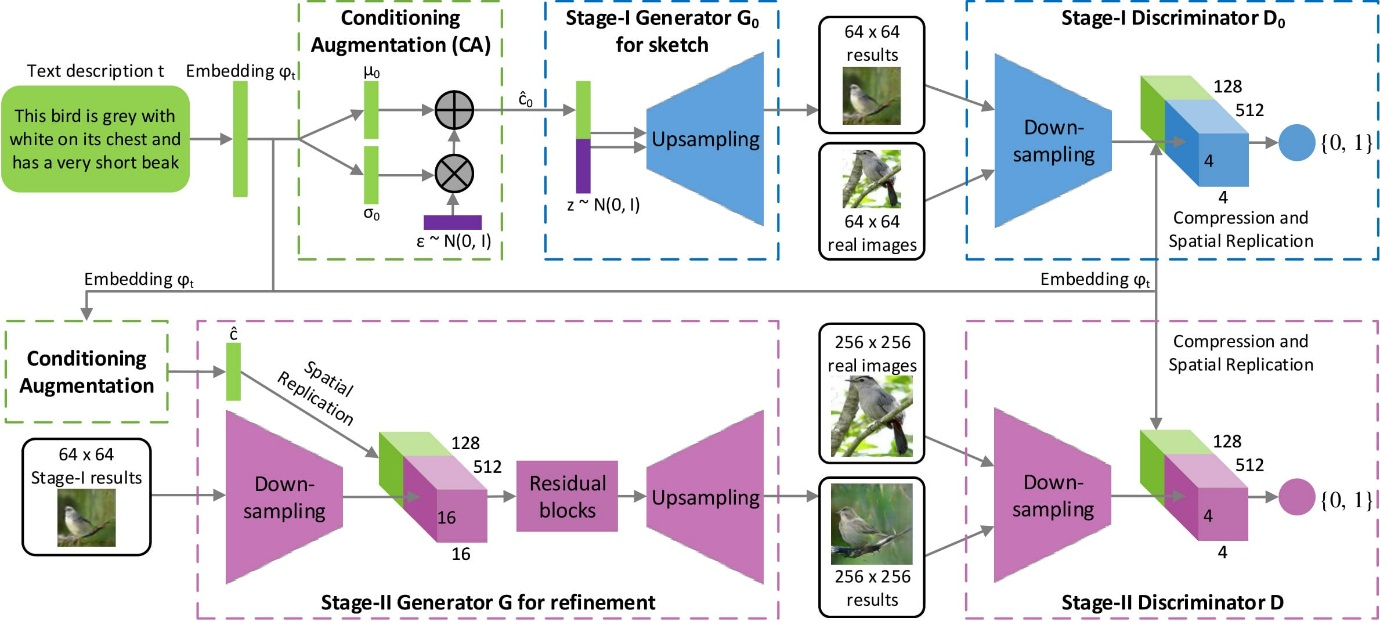 Conditioning
Augmentation (CA)
Stage-I Generator G₀
for sketch
Stage-I Discriminator D₀
Text description t
Embedding φₜ
μ₀
σ₀
ε ~ N(0, I)
ĉ₀
This bird is grey with
white on its chest and
has a very short beak
Upsampling
z ~ N(0, I)
64 x 64
results
64 x 64
real images
Down-
sampling
128
512
4
4
{0, 1}
Compression and
Spatial Replication
Embedding φₜ
Embedding φₜ
Conditioning
Augmentation
ĉ
Spatial
Replication
64 x 64
Stage-I results
Down-
sampling
128
512
16
16
Residual
blocks
Upsampling
Stage-II Generator G for refinement
256 x 256
real images
256 x 256
results
Compression and
Spatial Replication
Down-
sampling
128
512
4
4
{0, 1}
Stage-II Discriminator D